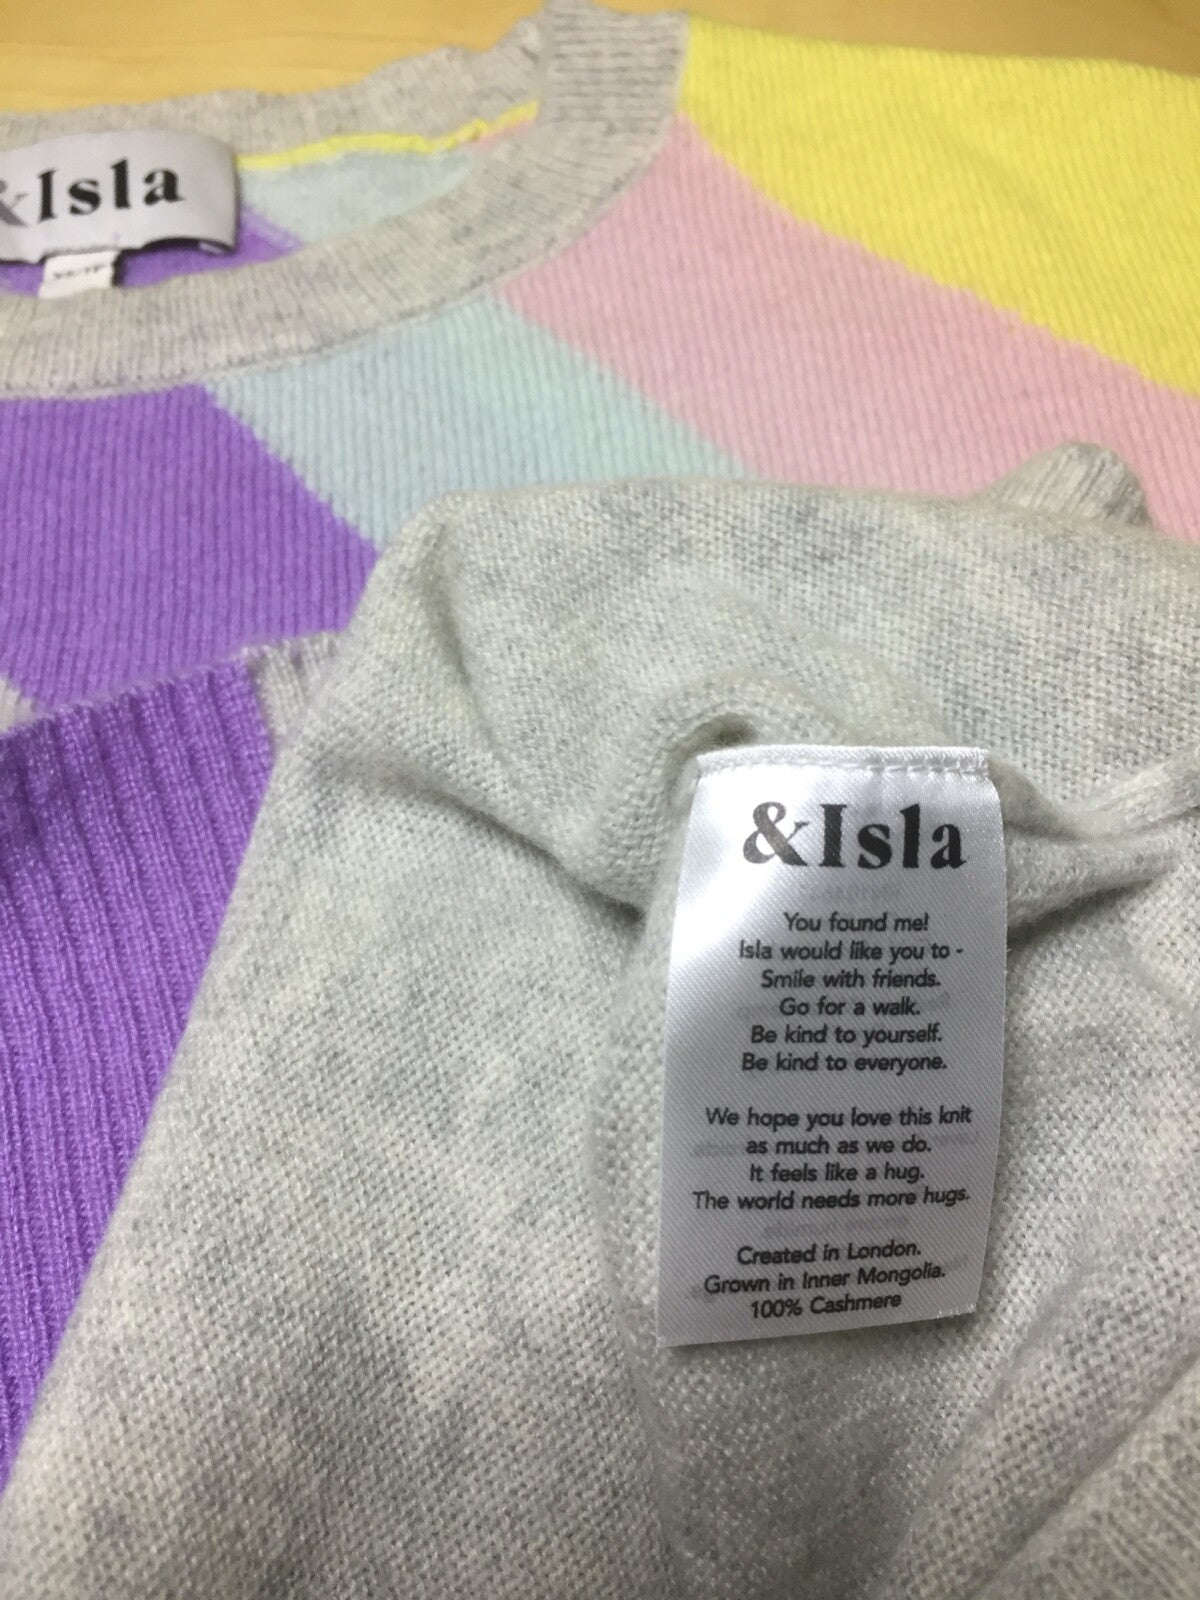 &Isla
&Isla
You found me!
Isla would like you to -
Smile with friends.
Go for a walk.
Be kind to yourself.
Be kind to everyone.
We hope you love this knit
as much as we do.
It feels like a hug.
The world needs more hugs.
Created in London.
Grown in Inner Mongolia.
100% Cashmere